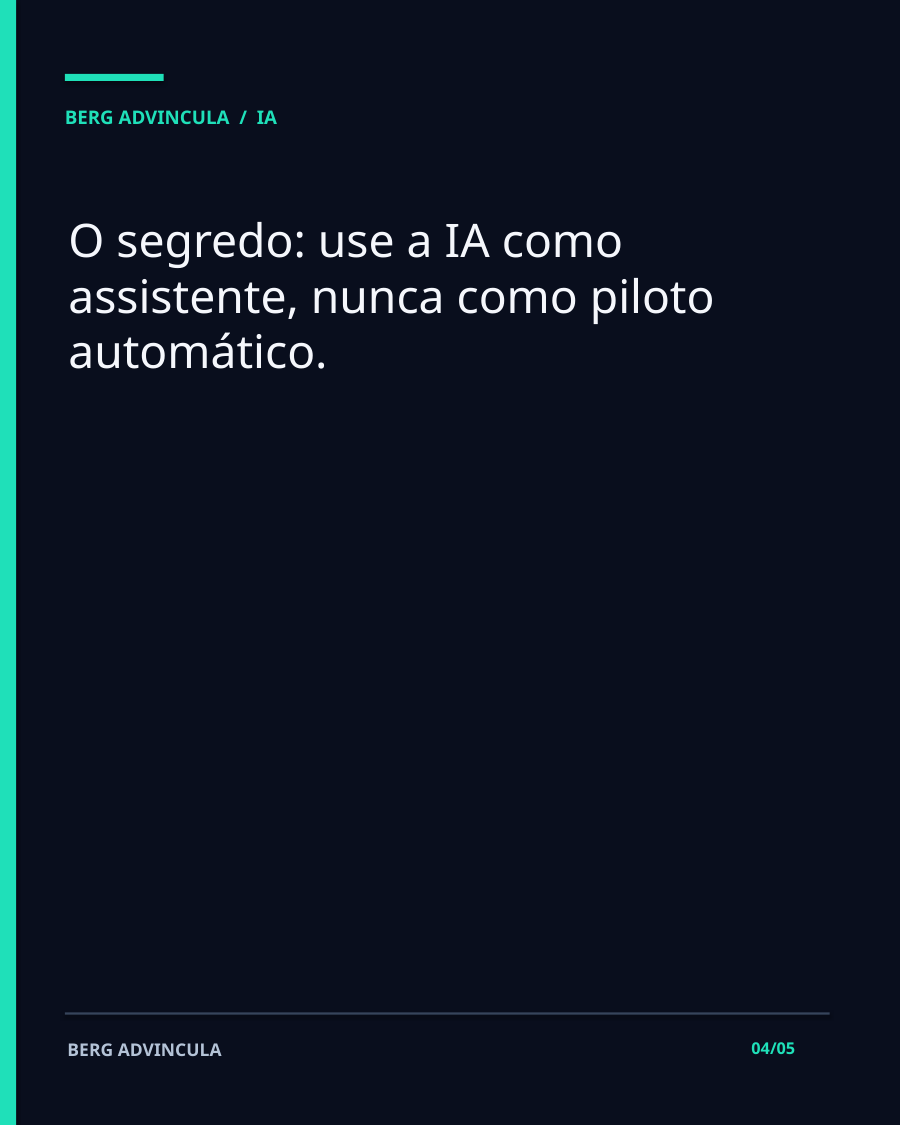 BERG ADVINCULA / IA
O segredo: use a IA como
assistente, nunca como piloto
automático.
BERG ADVINCULA
04/05